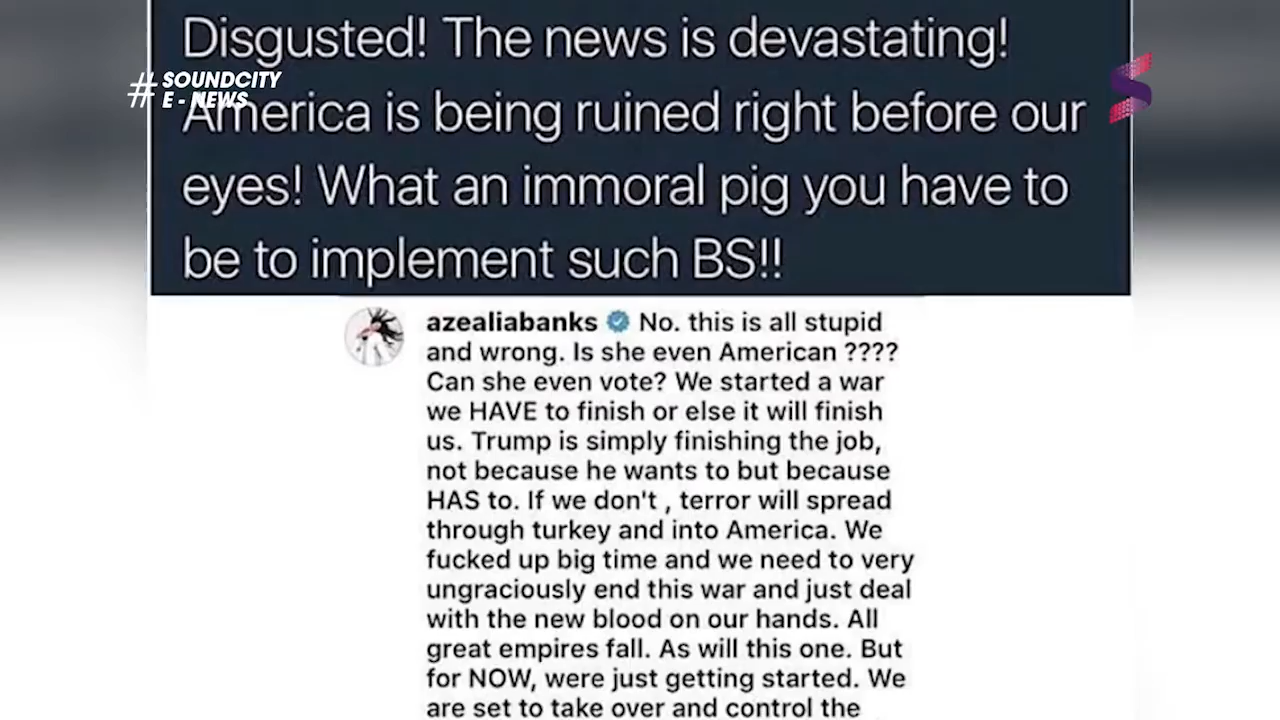 Disgusted! The news is devastating!
# SOUNDCITY
E - NEWS
America is being ruined right before our
eyes! What an immoral pig you have to
be to implement such BS!!
azealiabanks No. this is all stupid
and wrong. Is she even American ????
Can she even vote? We started a war
we HAVE to finish or else it will finish
us. Trump is simply finishing the job,
not because he wants to but because
HAS to. If we don't , terror will spread
through turkey and into America. We
fucked up big time and we need to very
ungraciously end this war and just deal
with the new blood on our hands. All
great empires fall. As will this one. But
for NOW, were just getting started. We
are set to take over and control the